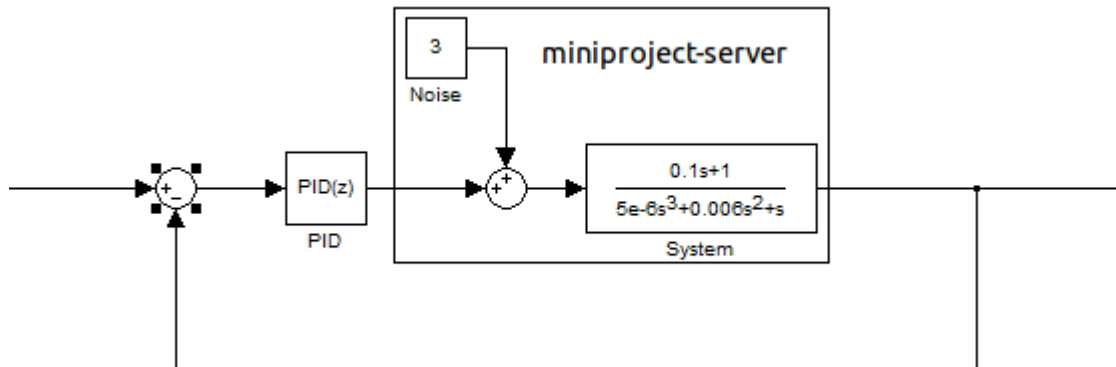 3
Noise
miniproject-server
+
−
PID(z)
PID
+
+
0.1s+1
5e-6s³+0.006s²+s
System